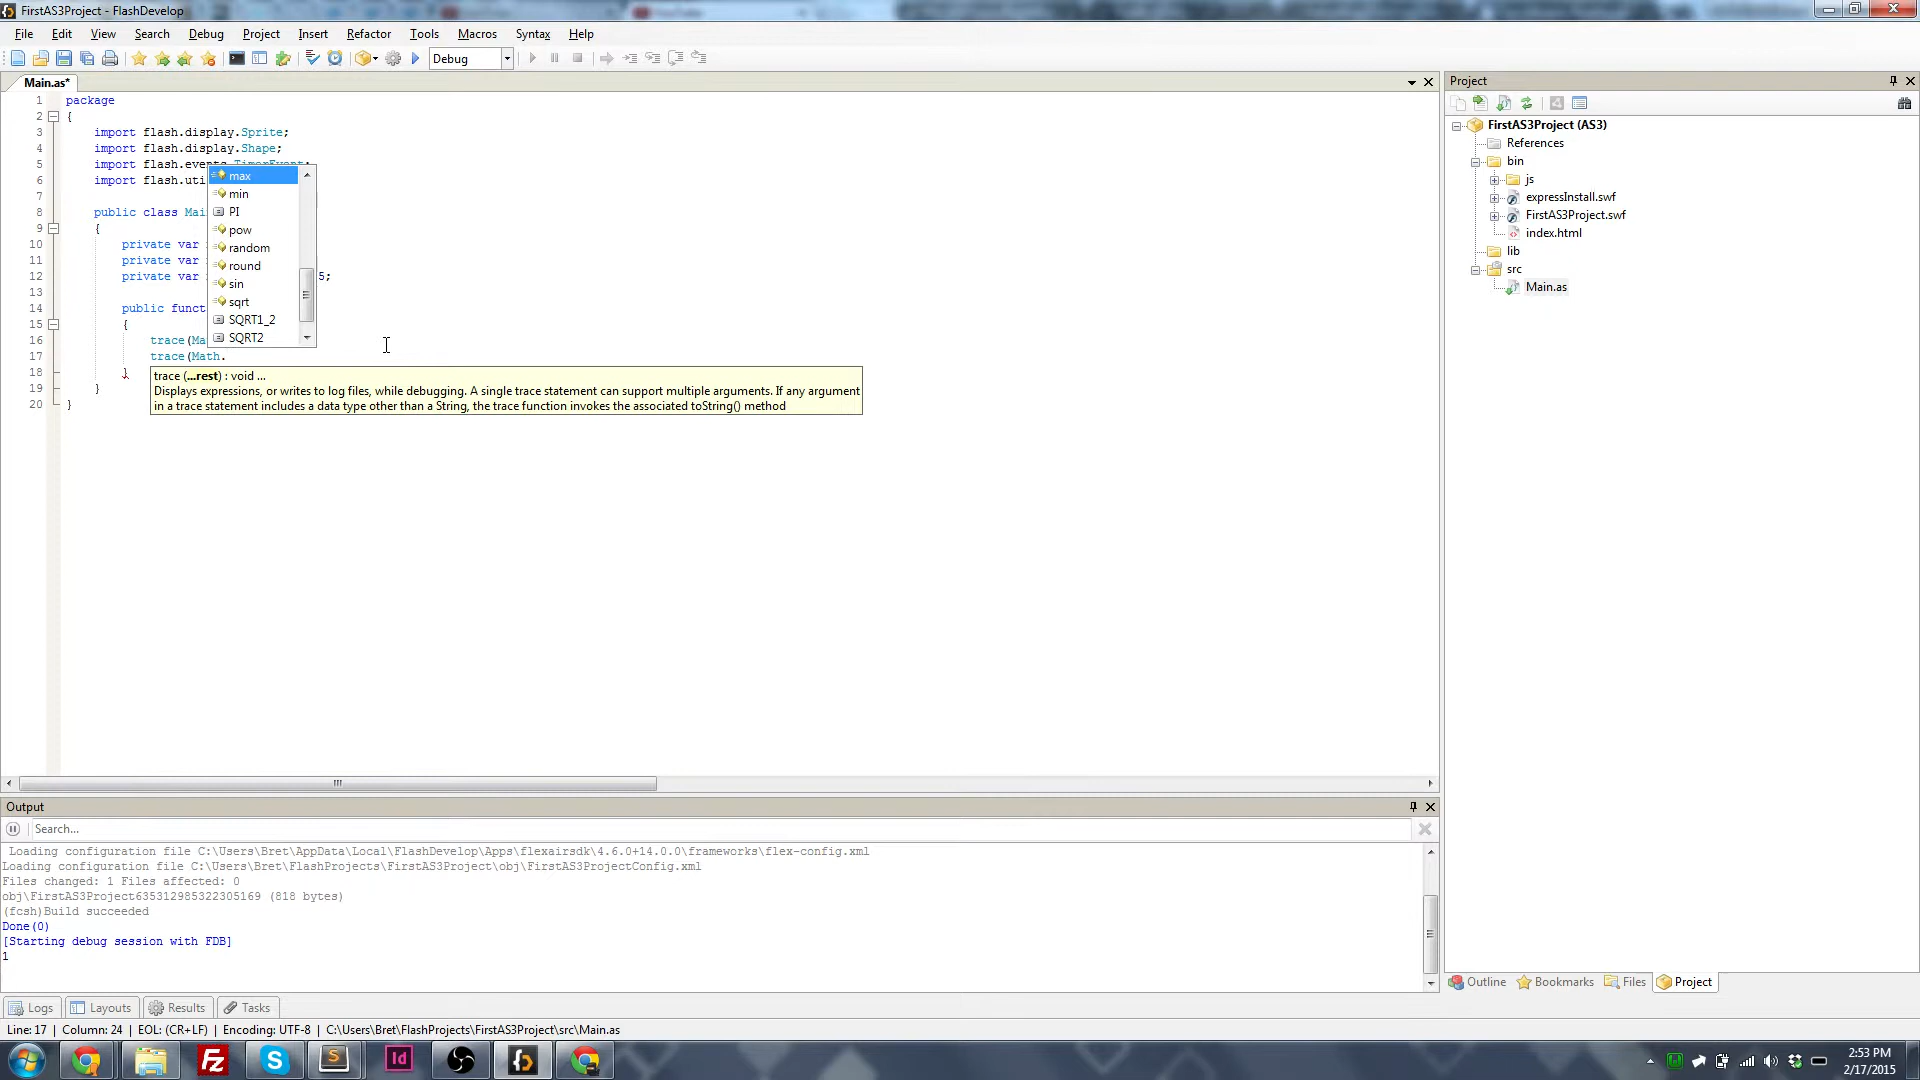 FirstAS3Project - FlashDevelop
File Edit View Search Debug Project Insert Refactor Tools Macros Syntax Help
Debug
Main.as*
1 package
2 {
3 import flash.display.Sprite;
4 import flash.display.Shape;
5 import flash.events.TimerEvent;
6 import flash.uti
7
8 public class Mai
9 {
10 private var
11 private var
12 private var 5;
13
14 public funct
15 {
16 trace(Ma
17 trace(Math.
18 }
19 }
20 }
max
min
PI
pow
random
round
sin
sqrt
SQRT1_2
SQRT2
trace (...rest) : void ...
Displays expressions, or writes to log files, while debugging. A single trace statement can support multiple arguments. If any argument
in a trace statement includes a data type other than a String, the trace function invokes the associated toString() method
Project
FirstAS3Project (AS3)
References
bin
js
expressInstall.swf
FirstAS3Project.swf
index.html
lib
src
Main.as
Outline Bookmarks Files Project
Output
Search...
Loading configuration file C:\Users\Bret\AppData\Local\FlashDevelop\Apps\flexairsdk\4.6.0+14.0.0\frameworks\flex-config.xml
Loading configuration file C:\Users\Bret\FlashProjects\FirstAS3Project\obj\FirstAS3ProjectConfig.xml
Files changed: 1 Files affected: 0
obj\FirstAS3Project635312985322305169 (818 bytes)
(fcsh)Build succeeded
Done(0)
[Starting debug session with FDB]
1
Logs Layouts Results Tasks
Line: 17 | Column: 24 | EOL: (CR+LF) | Encoding: UTF-8 | C:\Users\Bret\FlashProjects\FirstAS3Project\src\Main.as
Fz
S
S
Id
2:53 PM
2/17/2015